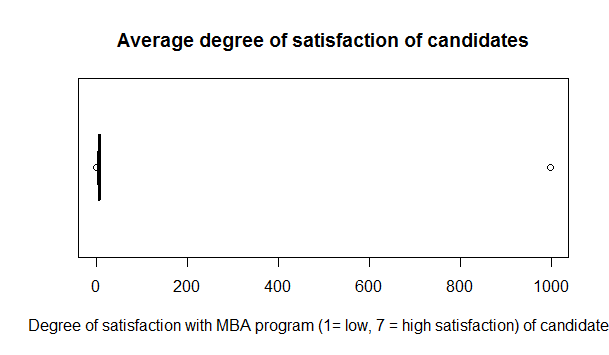 Average degree of satisfaction of candidates
0 200 400 600 800 1000
Degree of satisfaction with MBA program (1= low, 7 = high satisfaction) of candidate